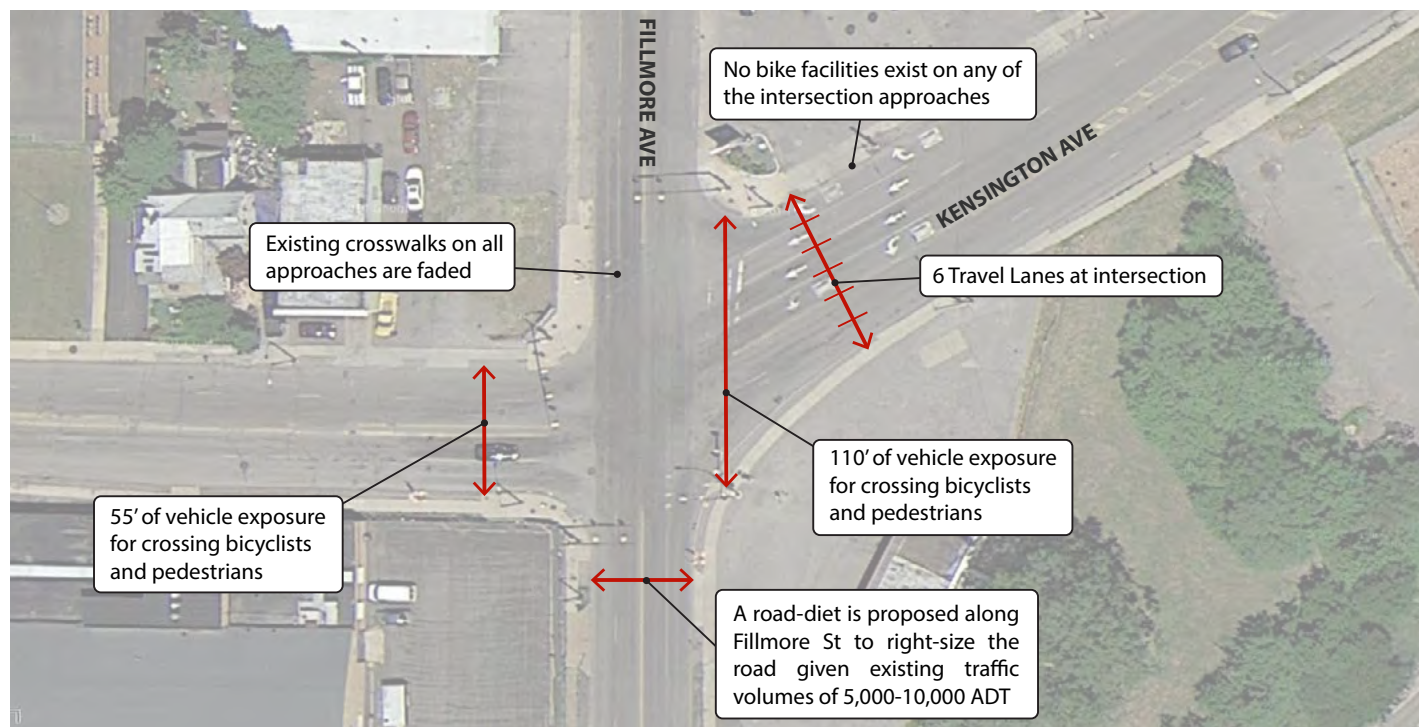 FILLMORE AVE
No bike facilities exist on any of
the intersection approaches
KENSINGTON AVE
Existing crosswalks on all
approaches are faded
6 Travel Lanes at intersection
110’ of vehicle exposure
for crossing bicyclists
and pedestrians
55’ of vehicle exposure
for crossing bicyclists
and pedestrians
A road-diet is proposed along
Fillmore St to right-size the
road given existing traffic
volumes of 5,000-10,000 ADT